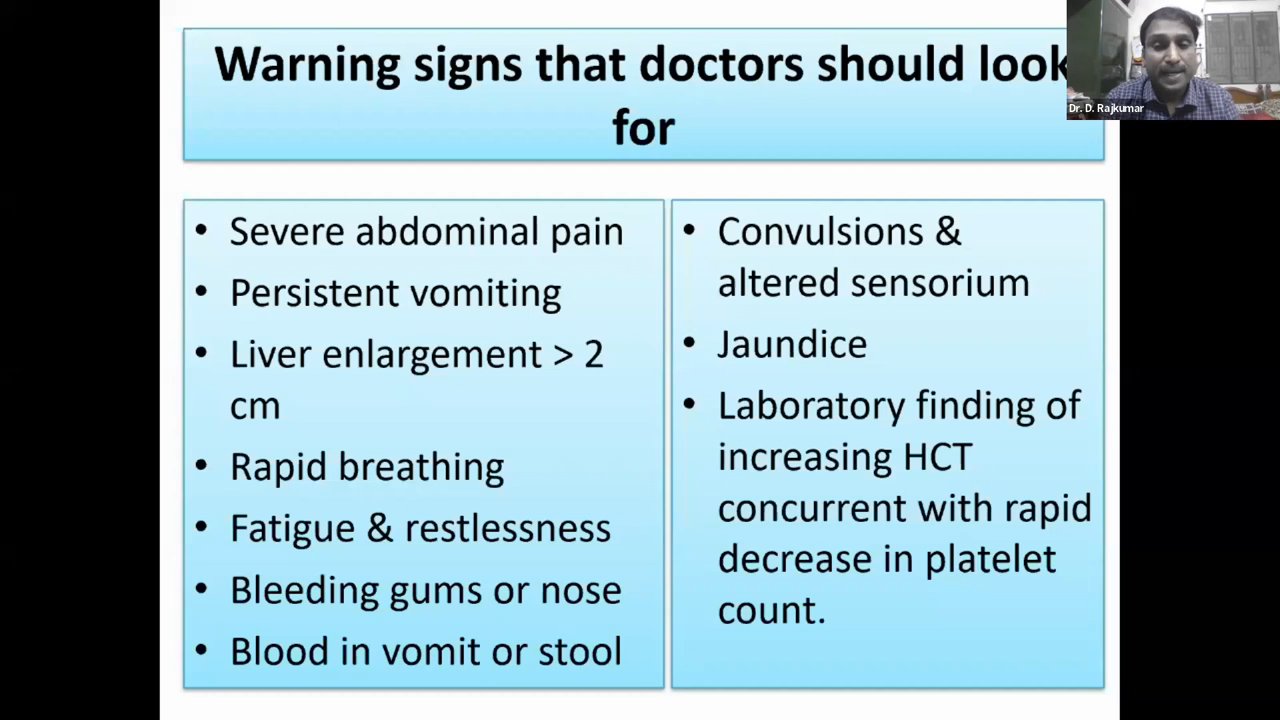 Warning signs that doctors should look
for
Dr. D. Rajkumar
• Severe abdominal pain
• Persistent vomiting
• Liver enlargement > 2
cm
• Rapid breathing
• Fatigue & restlessness
• Bleeding gums or nose
• Blood in vomit or stool
• Convulsions &
altered sensorium
• Jaundice
• Laboratory finding of
increasing HCT
concurrent with rapid
decrease in platelet
count.